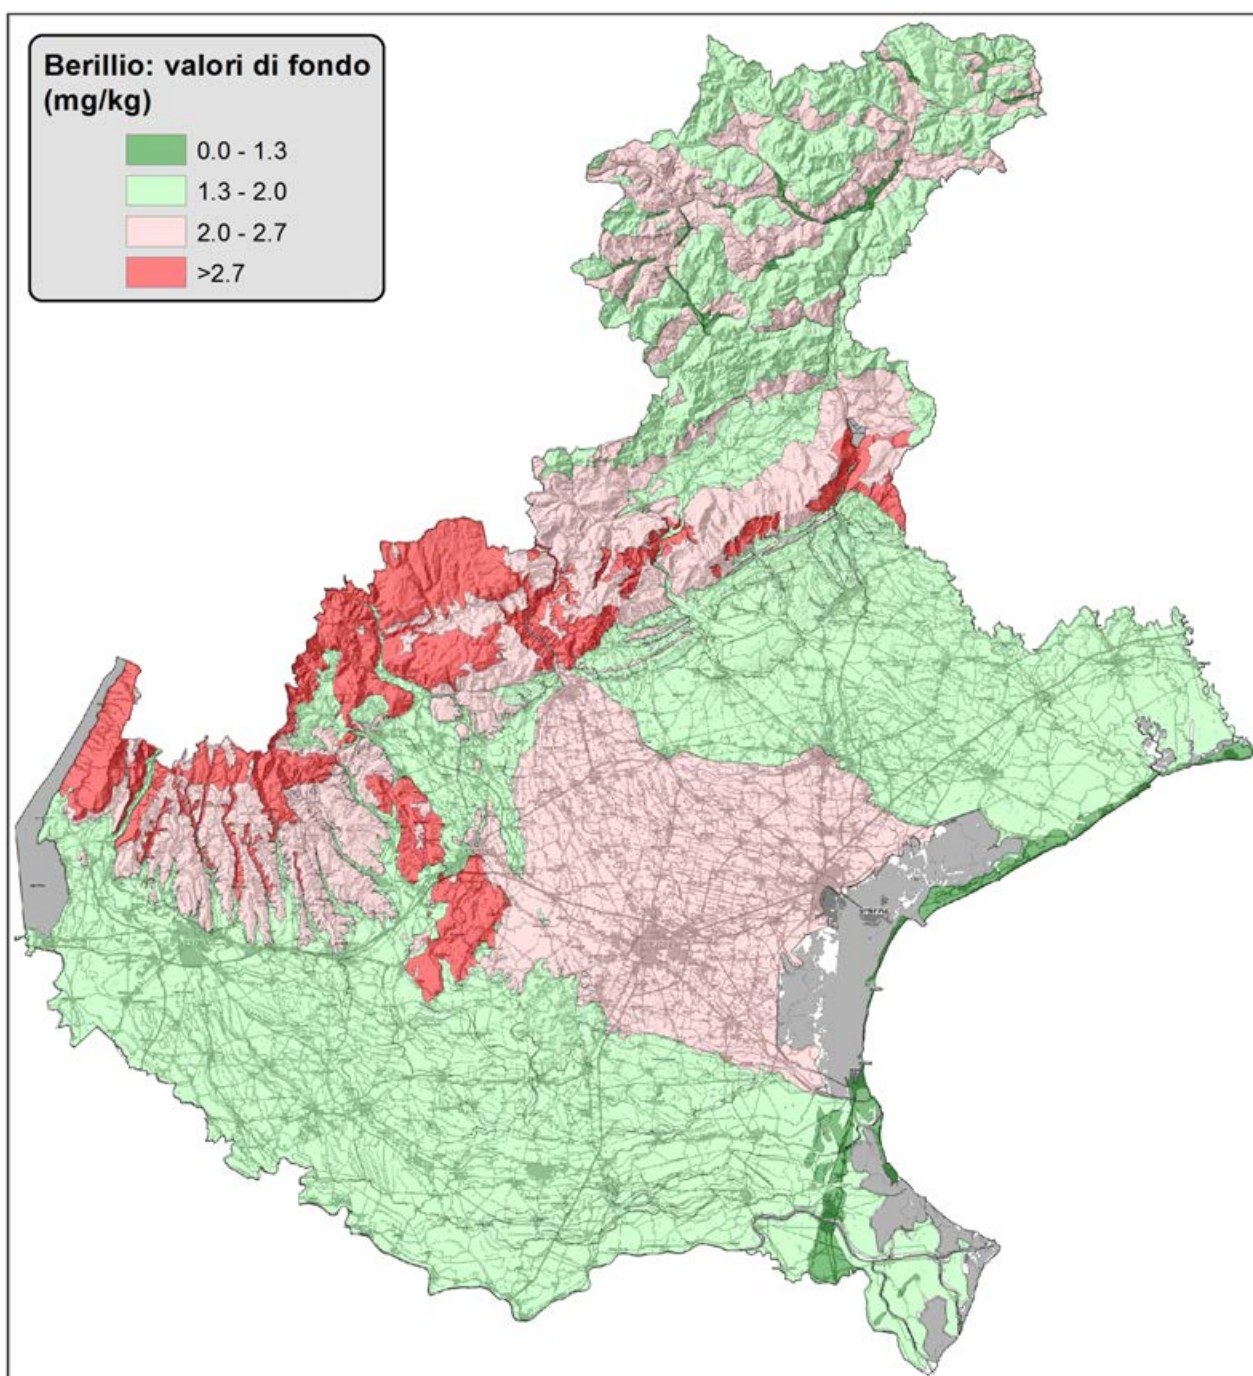 Berillio: valori di fondo
(mg/kg)
0.0 - 1.3
1.3 - 2.0
2.0 - 2.7
>2.7